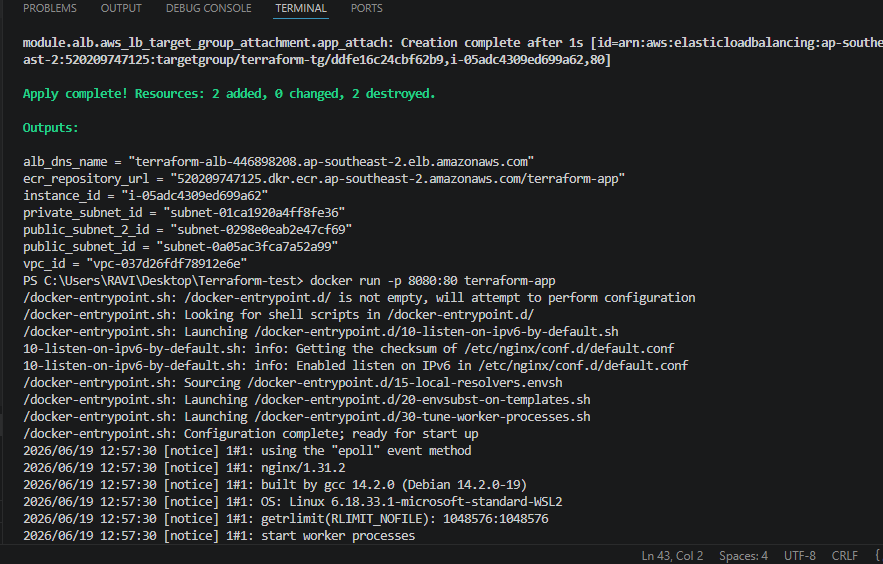 PROBLEMS OUTPUT DEBUG CONSOLE TERMINAL PORTS
module.alb.aws_lb_target_group_attachment.app_attach: Creation complete after 1s [id=arn:aws:elasticloadbalancing:ap-southe
ast-2:520209747125:targetgroup/terraform-tg/ddfe16c24cbf62b9,i-05adc4309ed699a62,80]
Apply complete! Resources: 2 added, 0 changed, 2 destroyed.
Outputs:
alb_dns_name = "terraform-alb-446898208.ap-southeast-2.elb.amazonaws.com"
ecr_repository_url = "520209747125.dkr.ecr.ap-southeast-2.amazonaws.com/terraform-app"
instance_id = "i-05adc4309ed699a62"
private_subnet_id = "subnet-01ca1920a4ff8fe36"
public_subnet_2_id = "subnet-0298e0eab2e47cf69"
public_subnet_id = "subnet-0a05ac3fca7a52a99"
vpc_id = "vpc-037d26fdf78912e6e"
PS C:\Users\RAVI\Desktop\Terraform-test> docker run -p 8080:80 terraform-app
/docker-entrypoint.sh: /docker-entrypoint.d/ is not empty, will attempt to perform configuration
/docker-entrypoint.sh: Looking for shell scripts in /docker-entrypoint.d/
/docker-entrypoint.sh: Launching /docker-entrypoint.d/10-listen-on-ipv6-by-default.sh
10-listen-on-ipv6-by-default.sh: info: Getting the checksum of /etc/nginx/conf.d/default.conf
10-listen-on-ipv6-by-default.sh: info: Enabled listen on IPv6 in /etc/nginx/conf.d/default.conf
/docker-entrypoint.sh: Sourcing /docker-entrypoint.d/15-local-resolvers.envsh
/docker-entrypoint.sh: Launching /docker-entrypoint.d/20-envsubst-on-templates.sh
/docker-entrypoint.sh: Launching /docker-entrypoint.d/30-tune-worker-processes.sh
/docker-entrypoint.sh: Configuration complete; ready for start up
2026/06/19 12:57:30 [notice] 1#1: using the "epoll" event method
2026/06/19 12:57:30 [notice] 1#1: nginx/1.31.2
2026/06/19 12:57:30 [notice] 1#1: built by gcc 14.2.0 (Debian 14.2.0-19)
2026/06/19 12:57:30 [notice] 1#1: OS: Linux 6.18.33.1-microsoft-standard-WSL2
2026/06/19 12:57:30 [notice] 1#1: getrlimit(RLIMIT_NOFILE): 1048576:1048576
2026/06/19 12:57:30 [notice] 1#1: start worker processes
Ln 43, Col 2 Spaces: 4 UTF-8 CRLF {